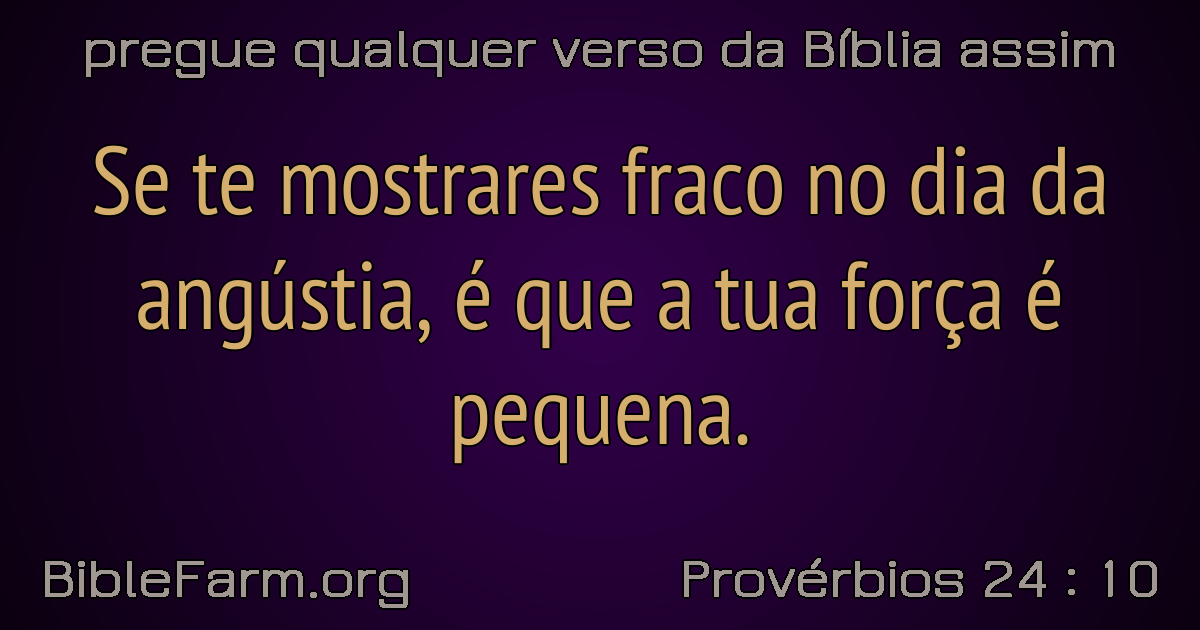 pregue qualquer verso da Bíblia assim
Se te mostrares fraco no dia da
angústia, é que a tua força é
pequena.
BibleFarm.org
Provérbios 24 : 10